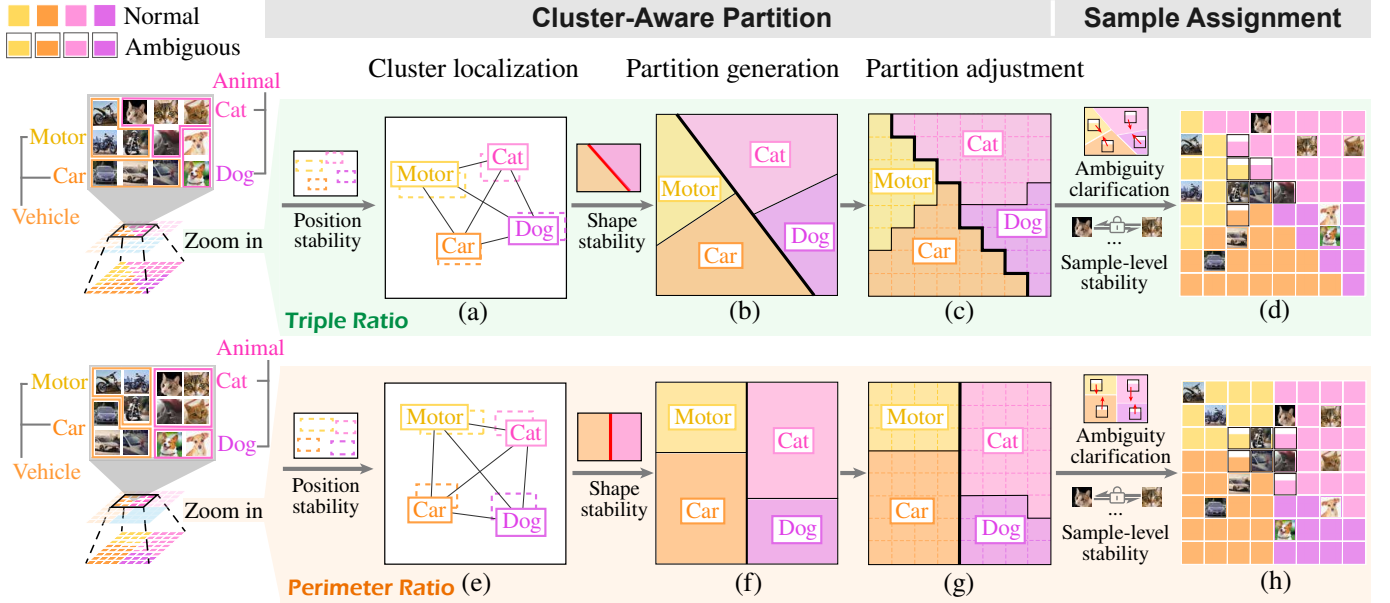 Normal
Ambiguous
Cluster-Aware Partition
Sample Assignment
Cluster localization
Partition generation
Partition adjustment
Animal
Cat
Motor
Car
Dog
Vehicle
Zoom in
Position
stability
Motor
Cat
Car
Dog
(a)
Shape
stability
Motor
Cat
Car
Dog
(b)
Motor
Cat
Car
Dog
(c)
Ambiguity
clarification
...
Sample-level
stability
(d)
Triple Ratio
Animal
Motor
Cat
Car
Dog
Vehicle
Zoom in
Position
stability
Motor
Cat
Car
Dog
(e)
Shape
stability
Motor
Cat
Car
Dog
(f)
Motor
Cat
Car
Dog
(g)
Ambiguity
clarification
...
Sample-level
stability
(h)
Perimeter Ratio